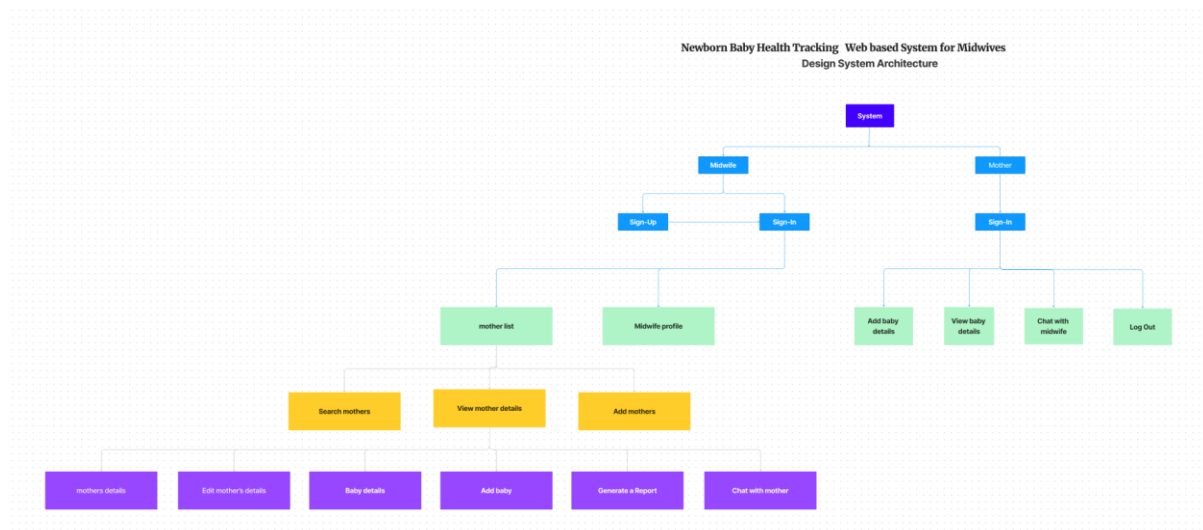 Newborn Baby Health Tracking Web based System for Midwives
Design System Architecture
System
Midwife
Mother
Sign-Up
Sign-In
Sign-In
mother list
Midwife profile
Add baby
details
View baby
details
Chat with
midwife
Log Out
Search mothers
View mother details
Add mothers
mothers details
Edit mother's details
Baby details
Add baby
Generate a Report
Chat with mother